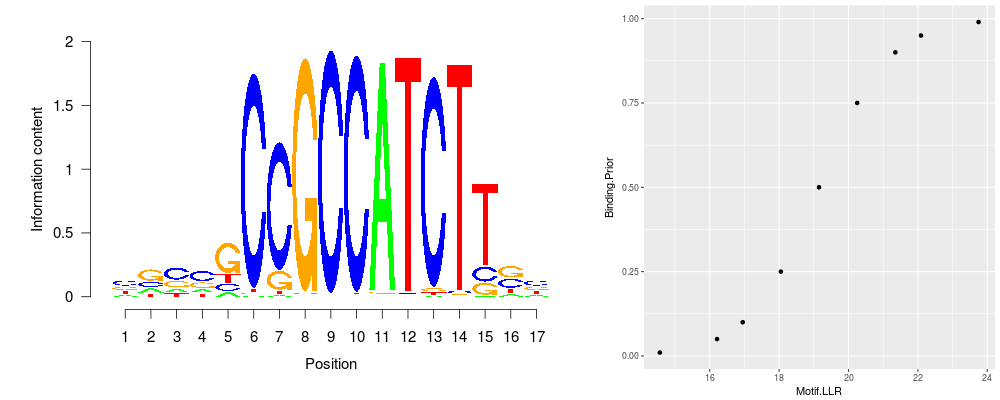 2
1.5
1
0.5
0
Information content
1 2 3 4 5 6 7 8 9 10 11 12 13 14 15 16 17
Position
C C G C C A T C T T
G C C G
G C C G C G
1.00
0.75
0.50
0.25
0.00
Binding.Prior
16 18 20 22 24
Motif.LLR